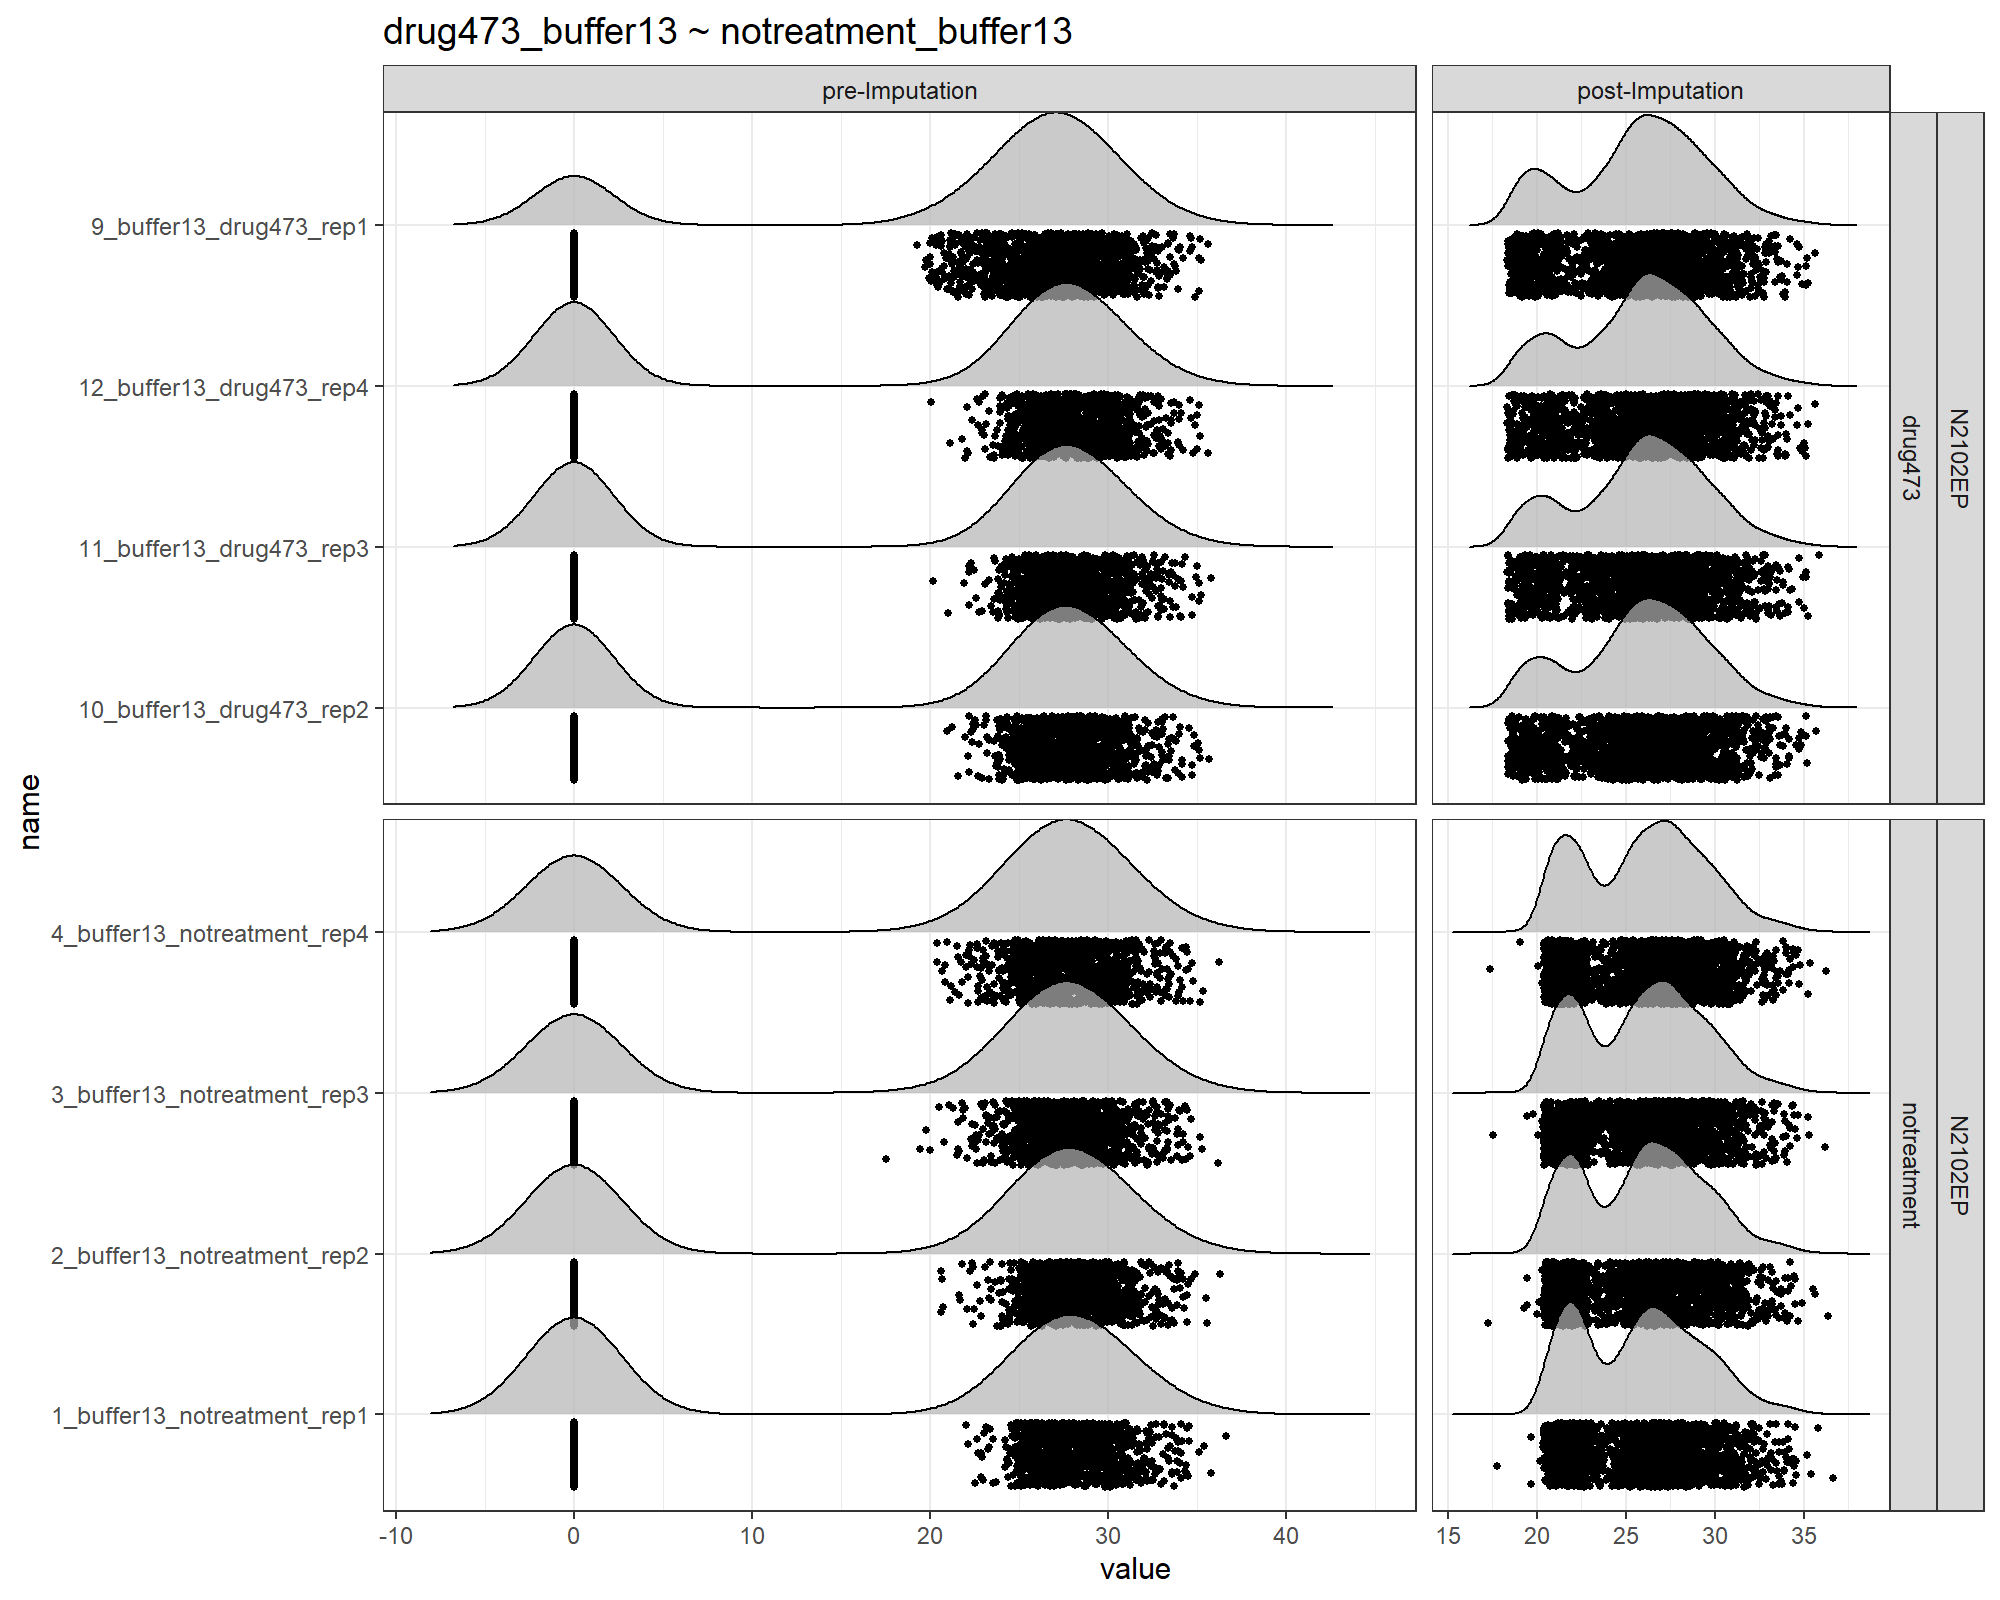 drug473_buffer13 ~ notreatment_buffer13
pre-Imputation
post-Imputation
9_buffer13_drug473_rep1
12_buffer13_drug473_rep4
11_buffer13_drug473_rep3
10_buffer13_drug473_rep2
drug473
N2102EP
name
4_buffer13_notreatment_rep4
3_buffer13_notreatment_rep3
2_buffer13_notreatment_rep2
1_buffer13_notreatment_rep1
notreatment
N2102EP
-10 0 10 20 30 40
15 20 25 30 35
value